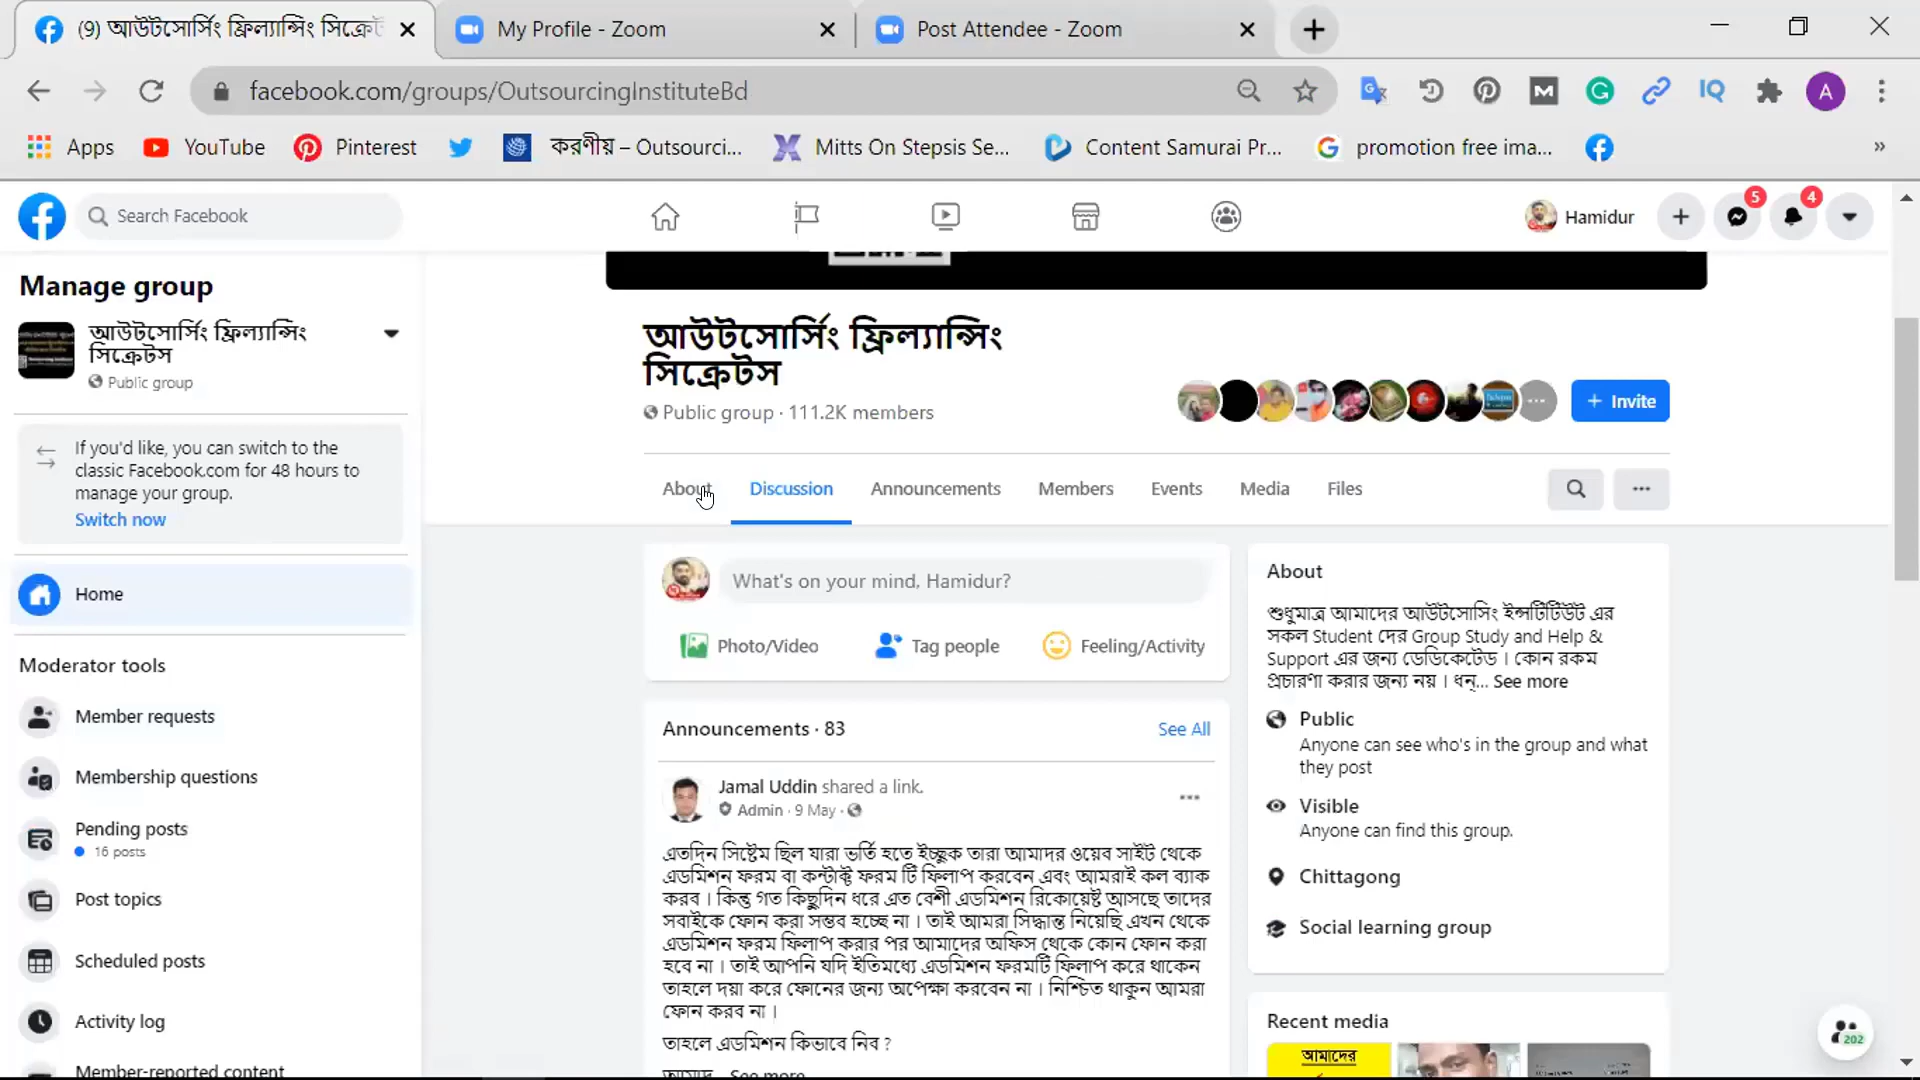 (9) আউটসোর্সিং ফ্রিল্যান্সিং সিক্রেট
My Profile - Zoom
Post Attendee - Zoom
facebook.com/groups/OutsourcingInstituteBd
A
Apps
YouTube
Pinterest
করণীয় – Outsourci...
Mitts On Stepsis Se...
Content Samurai Pr...
promotion free ima...
Search Facebook
Hamidur
5
4
Manage group
আউটসোর্সিং ফ্রিল্যান্সিং
সিক্রেটস
Public group
If you'd like, you can switch to the
classic Facebook.com for 48 hours to
manage your group.
Switch now
Home
Moderator tools
Member requests
Membership questions
Pending posts
16 posts
Post topics
Scheduled posts
Activity log
Member-reported content
আউটসোর্সিং ফ্রিল্যান্সিং
সিক্রেটস
Public group · 111.2K members
+ Invite
About
Discussion
Announcements
Members
Events
Media
Files
What's on your mind, Hamidur?
Photo/Video
Tag people
Feeling/Activity
Announcements · 83
See All
Jamal Uddin shared a link.
Admin · 9 May ·
এতদিন সিষ্টেম ছিল যারা ভর্তি হতে ইচ্ছুক তারা আমাদর ওয়েব সাইট থেকে
এডমিশন ফরম বা কন্টাক্ট ফরম টি ফিলাপ করবেন এবং আমরাই কল ব্যাক
করব । কিন্তু গত কিছুদিন ধরে এত বেশী এডমিশন রিকোয়েষ্ট আসছে তাদের
সবাইকে ফোন করা সম্ভব হচ্ছে না । তাই আমরা সিদ্ধান্ত নিয়েছি এখন থেকে
এডমিশন ফরম ফিলাপ করার পর আমাদের অফিস থেকে কোন ফোন করা
হবে না । তাই আপনি যদি ইতিমধ্যে এডমিশন ফরমটি ফিলাপ করে থাকেন
তাহলে দয়া করে ফোনের জন্য অপেক্ষা করবেন না । নিশ্চিত থাকুন আমরা
ফোন করব না ।
তাহলে এডমিশন কিভাবে নিব ?
See more
About
শুধুমাত্র আমাদের আউটসোর্সিং ইন্সটিটিউট এর
সকল Student দের Group Study and Help &
Support এর জন্য ডেডিকেটেড । কোন রকম
প্রচারণা করার জন্য নয় । ধন্... See more
Public
Anyone can see who's in the group and what
they post
Visible
Anyone can find this group.
Chittagong
Social learning group
Recent media
আমাদের
202